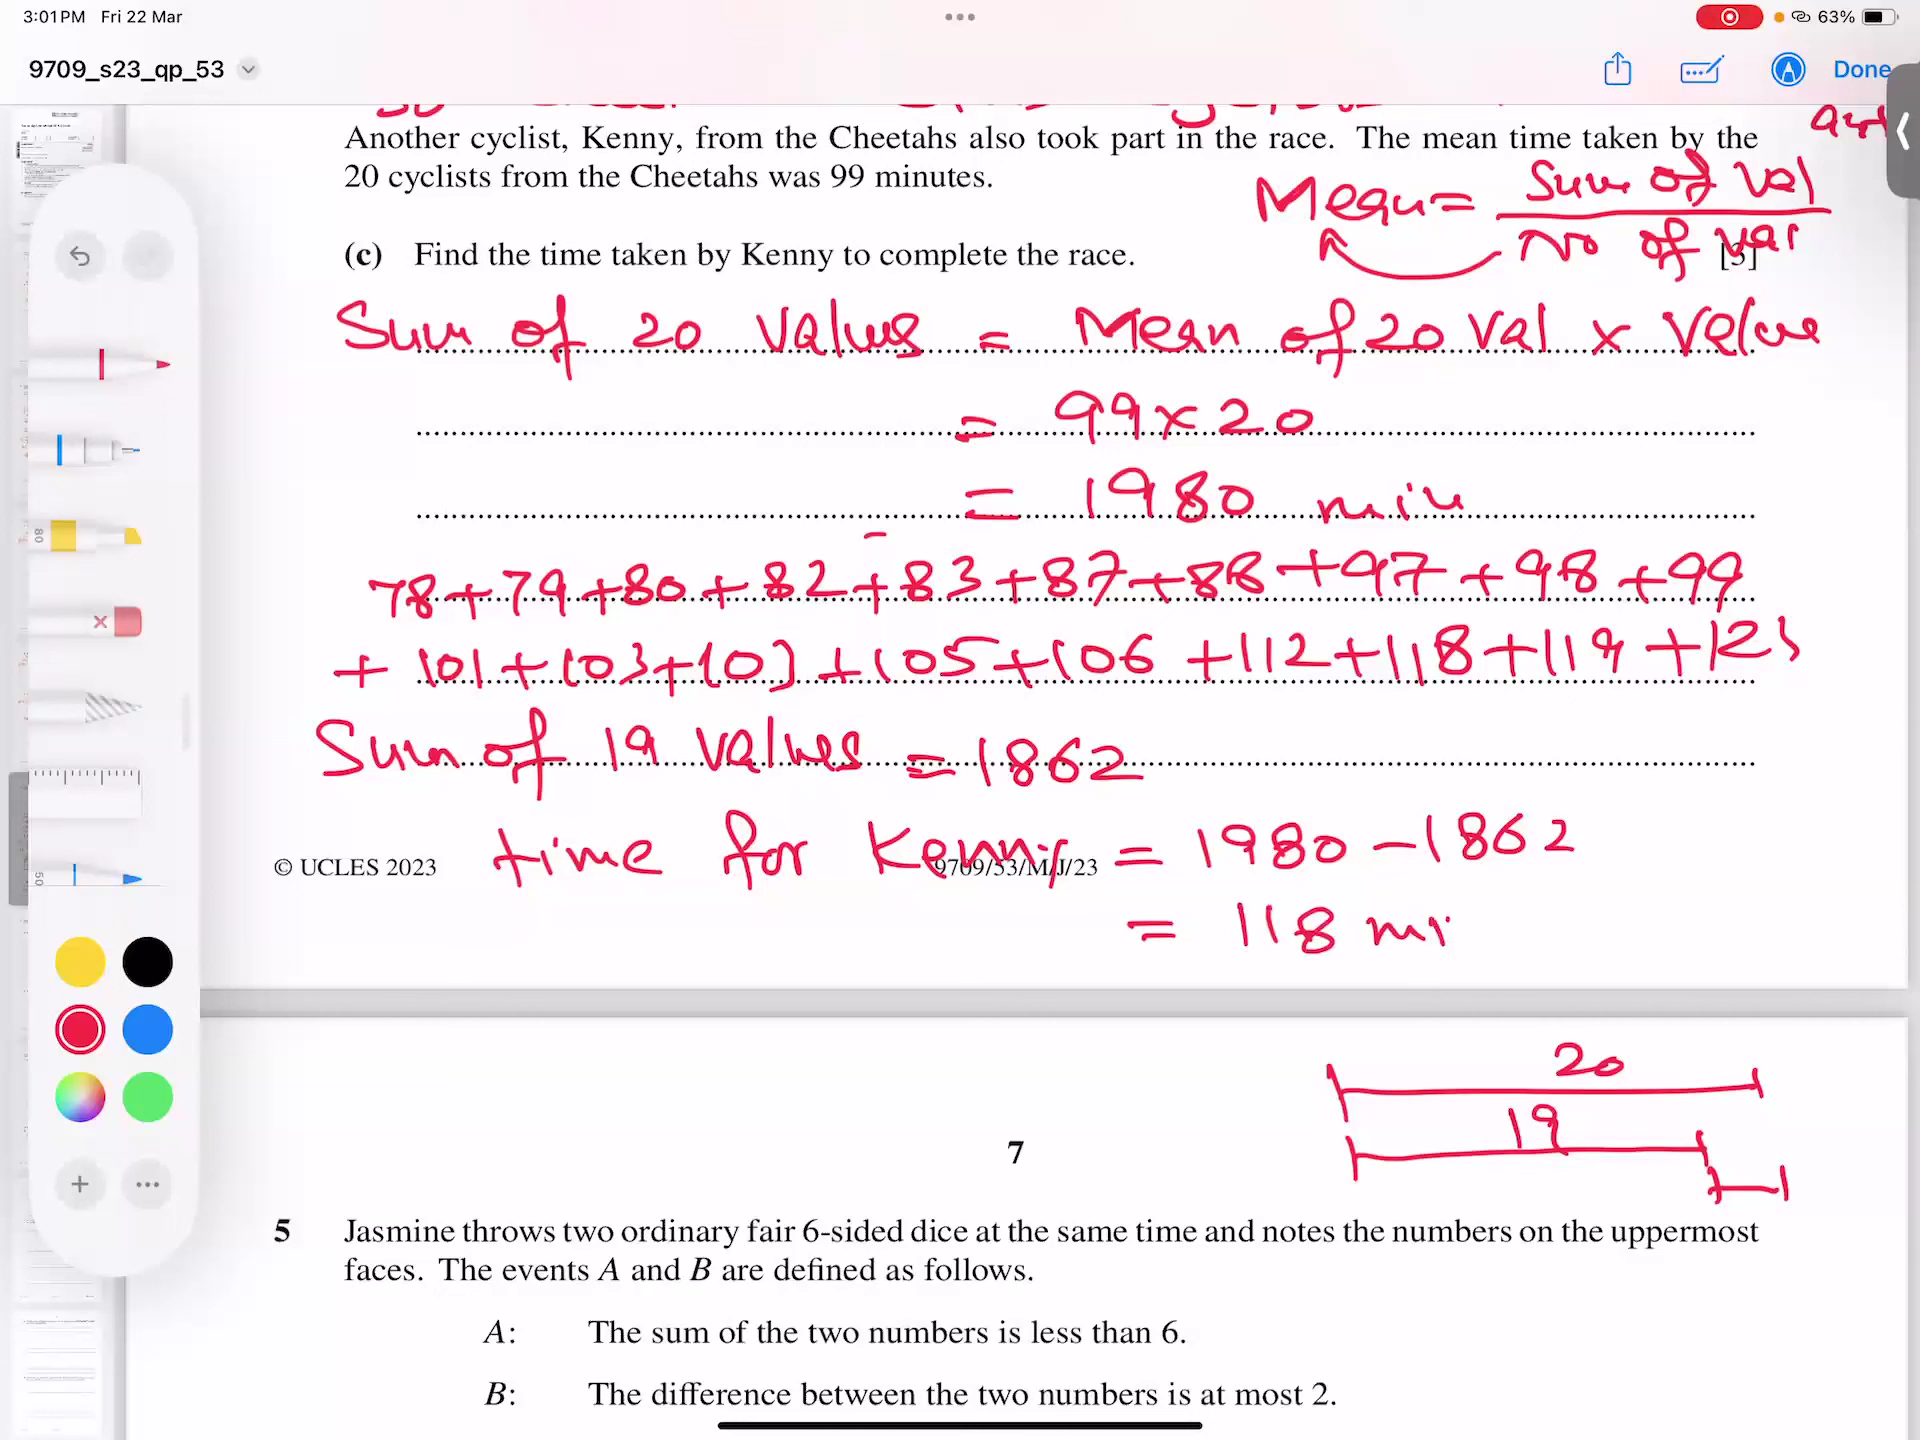 3:01PM Fri 22 Mar
63%
9709_s23_qp_53
Done
Another cyclist, Kenny, from the Cheetahs also took part in the race. The mean time taken by the
20 cyclists from the Cheetahs was 99 minutes.
Mean = Sum of Val
No of Val
(c) Find the time taken by Kenny to complete the race. [3]
Sum of 20 Values = Mean of 20 Val x Value
= 99 x 20
= 1980 min
78 + 79 + 80 + 82 + 83 + 87 + 88 + 97 + 98 + 99
+ 101 + 103 + 103 + 105 + 106 + 112 + 118 + 119 +
Sum of 19 values = 1862
time for Kenny = 1980 - 1862
© UCLES 2023 9709/53/M/J/23
= 118 mi
80
50
20
19
7
5 Jasmine throws two ordinary fair 6-sided dice at the same time and notes the numbers on the uppermost
faces. The events A and B are defined as follows.
A: The sum of the two numbers is less than 6.
B: The difference between the two numbers is at most 2.